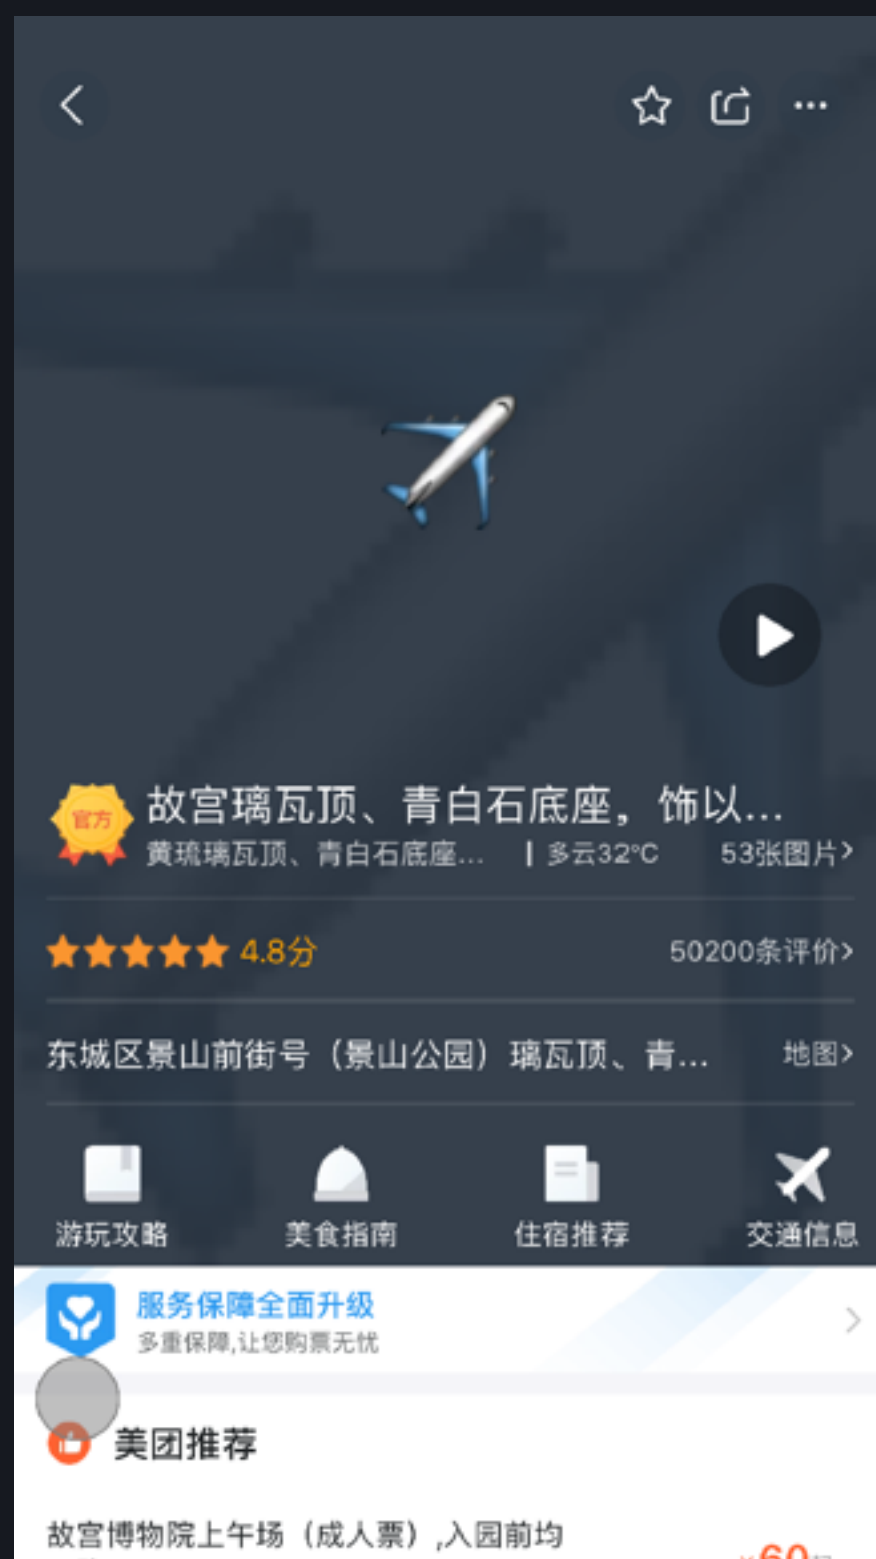 官方
故宫璃瓦顶、青白石底座，饰以...
黄琉璃瓦顶、青白石底座... | 多云32℃ 53张图片>
4.8分 50200条评价>
东城区景山前街号（景山公园）璃瓦顶、青... 地图>
游玩攻略 美食指南 住宿推荐 交通信息
服务保障全面升级
多重保障,让您购票无忧
美团推荐
故宫博物院上午场（成人票）,入园前均
¥60起